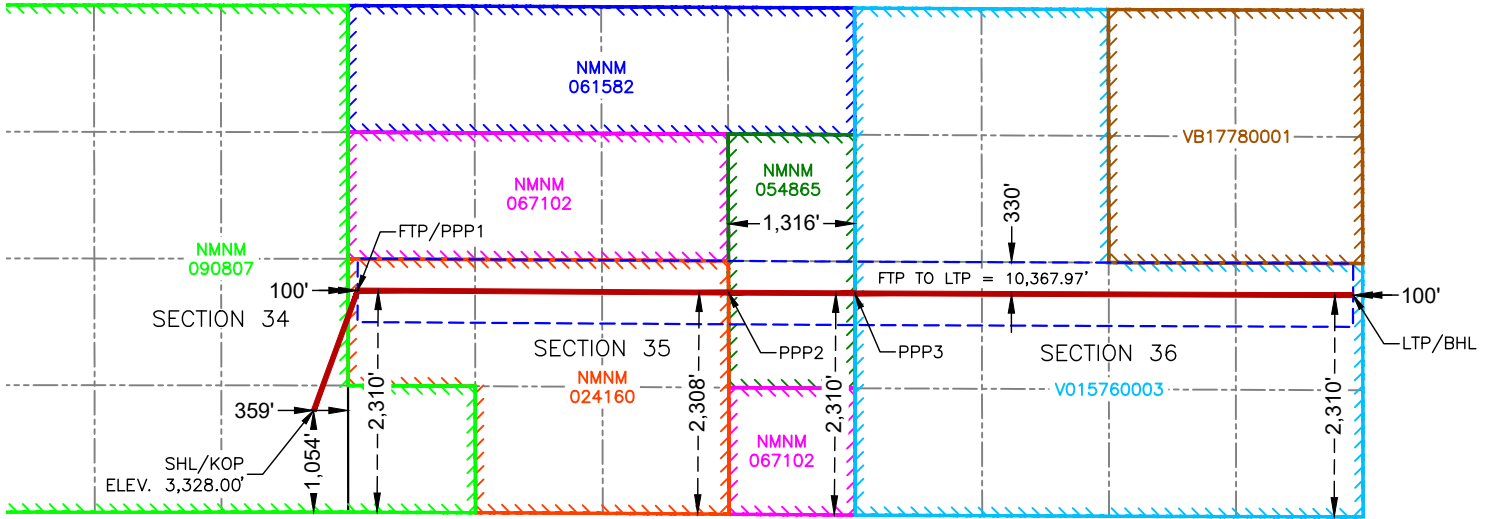 NMNM
061582
VB17780001
NMNM
067102
NMNM
054865
1,316'
330'
FTP/PPP1
NMNM
090807
FTP TO LTP = 10,367.97'
100'
100'
SECTION 34
SECTION 35
PPP2
PPP3
SECTION 36
LTP/BHL
NMNM
024160
V015760003
359'
1,054'
2,310'
2,308'
2,310'
2,310'
NMNM
067102
SHL/KOP
ELEV. 3,328.00'